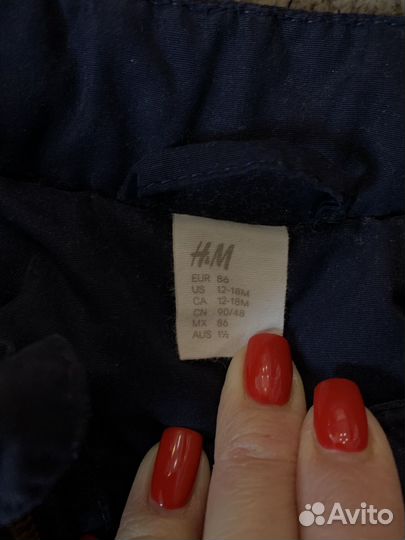 H&M
EUR 86
US 12-18M
CA 12-18M
CN 90/48
MX 86
AUS 1½
Avito